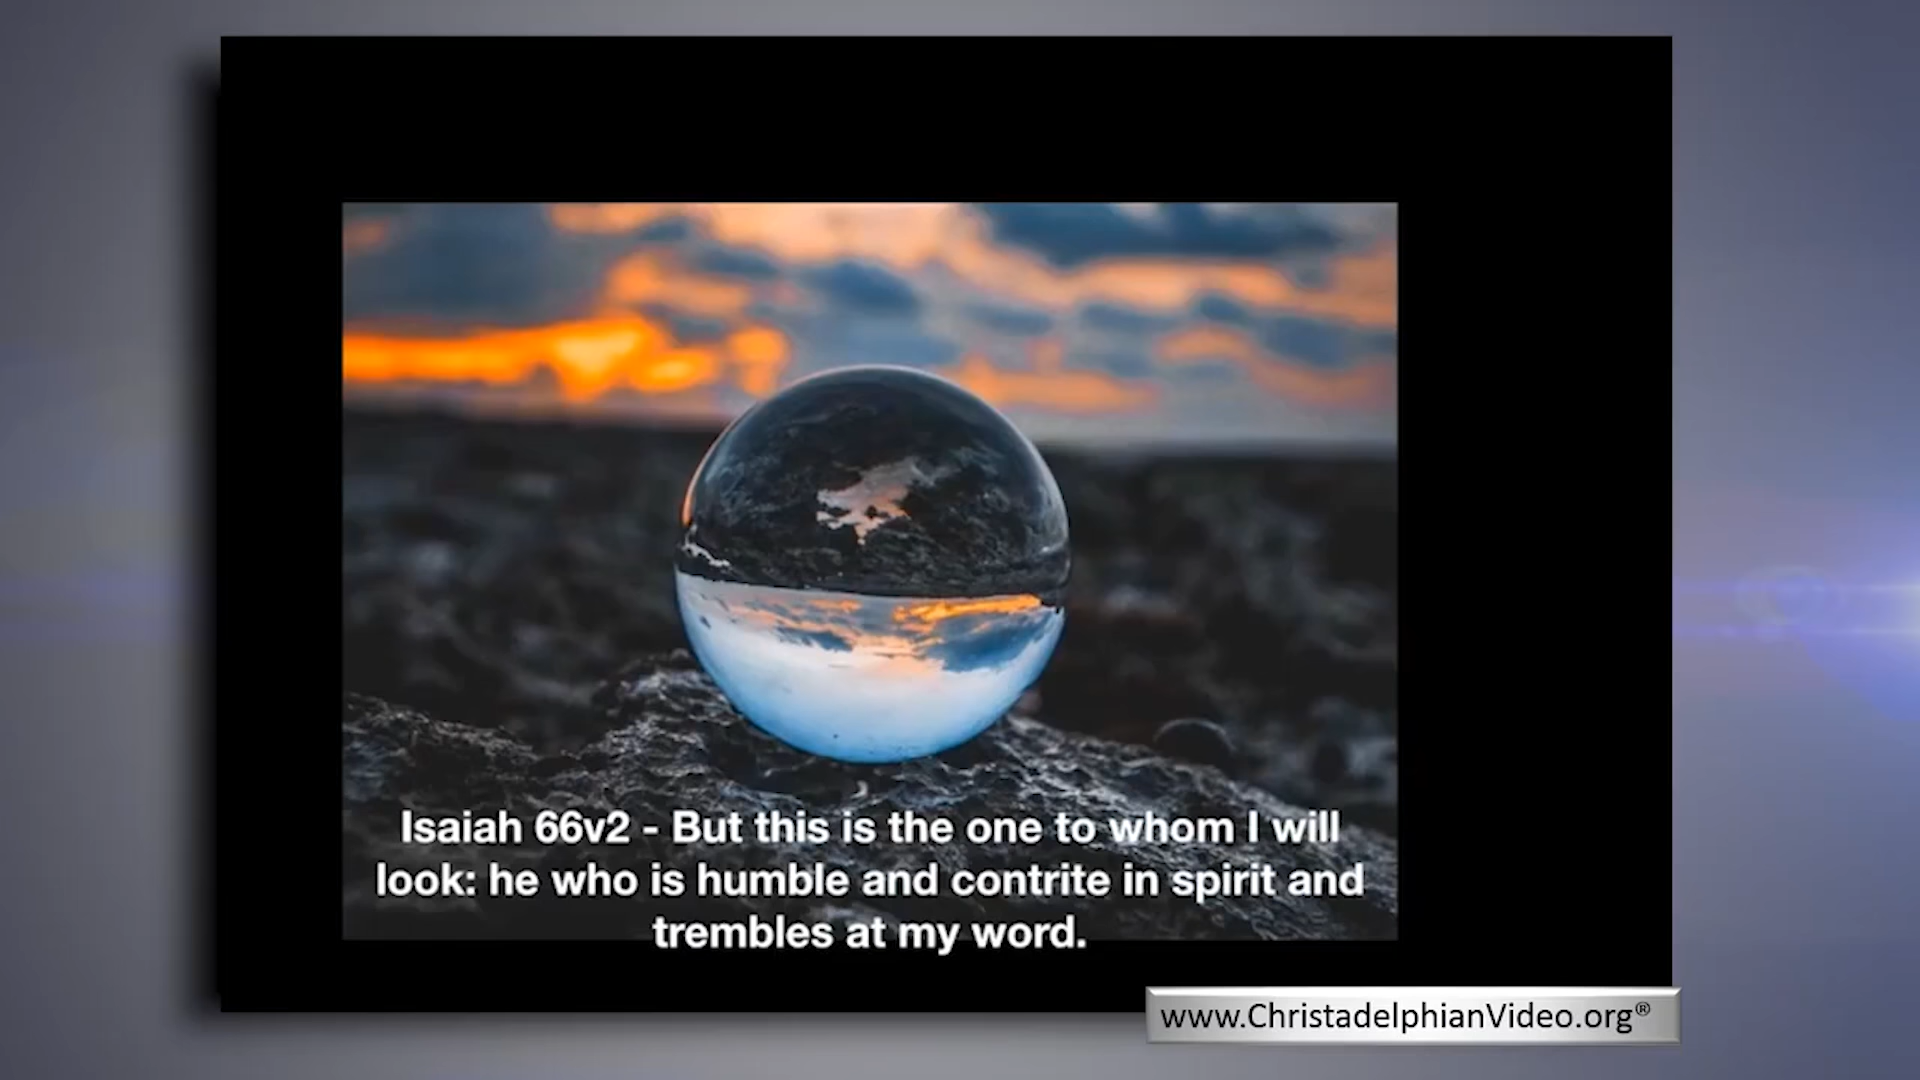 Isaiah 66v2 - But this is the one to whom I will
look: he who is humble and contrite in spirit and
trembles at my word.
www.ChristadelphianVideo.org®